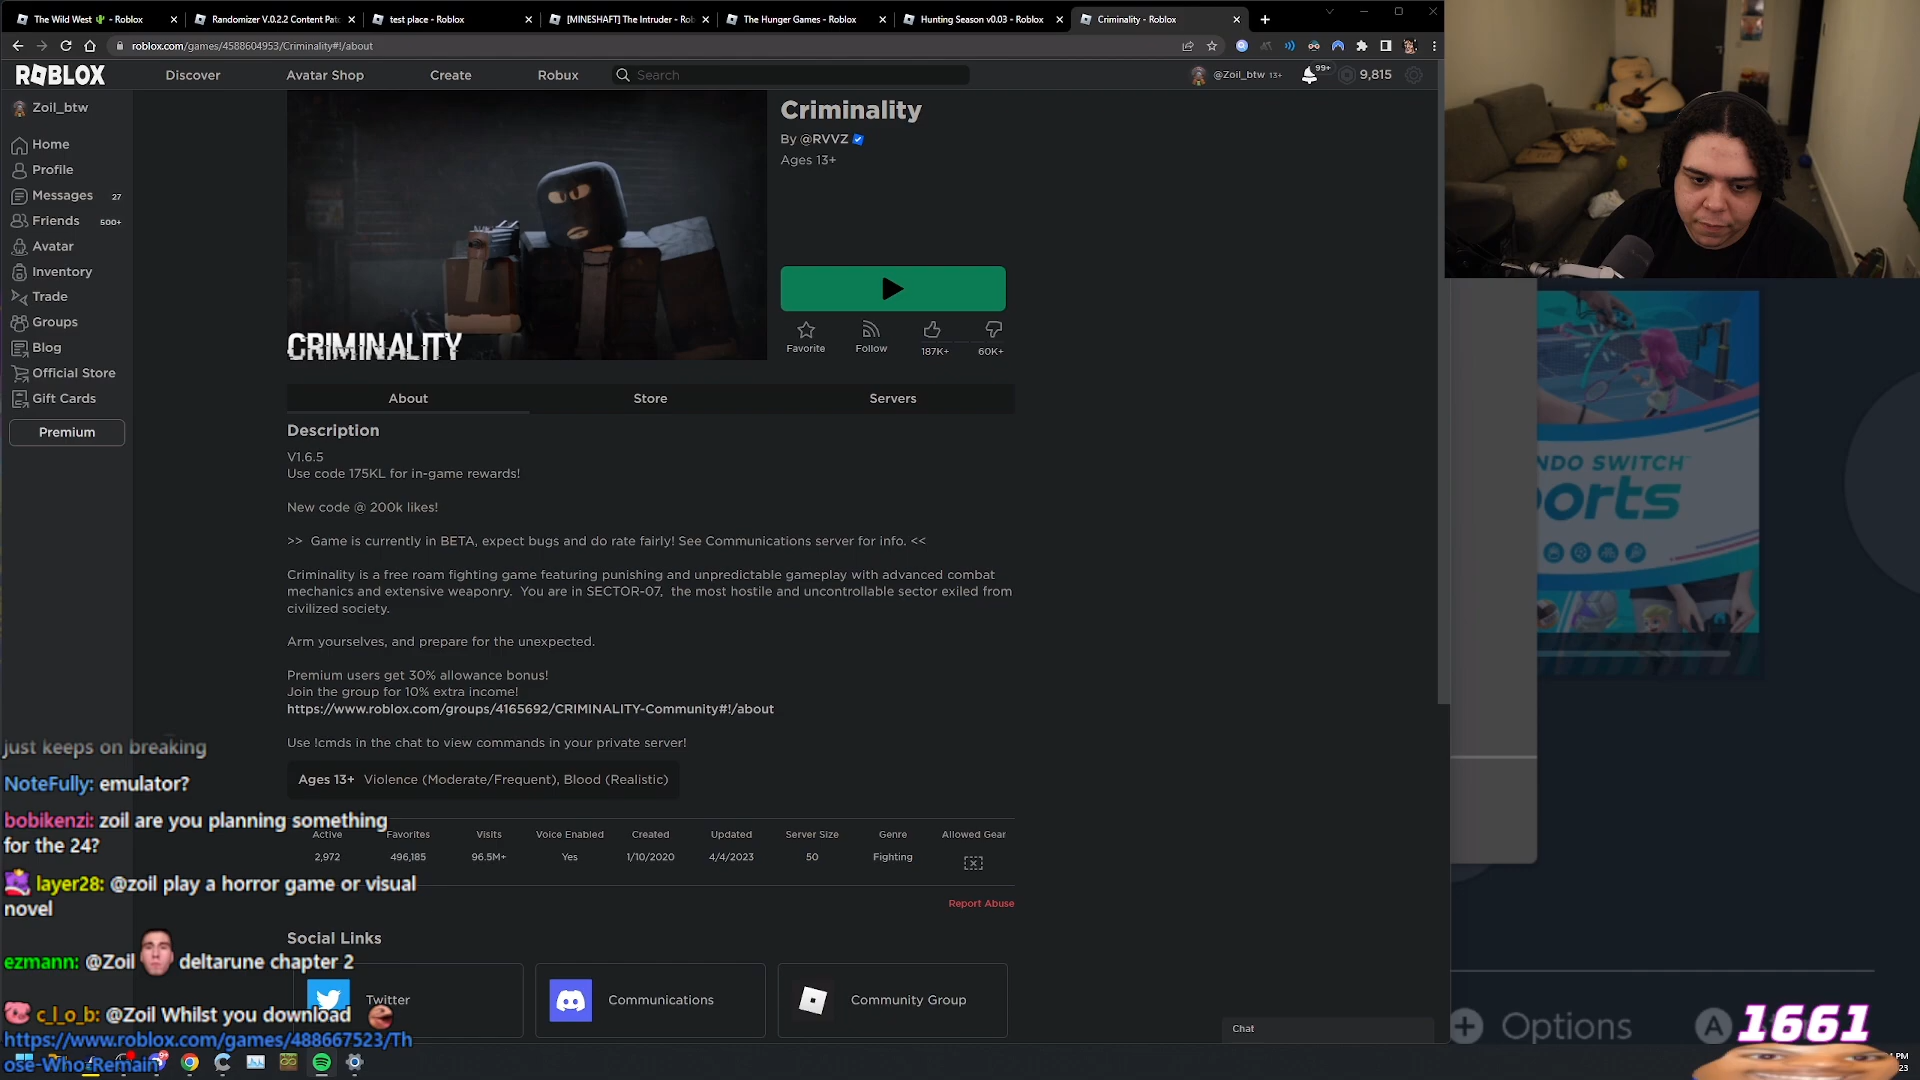 The Wild West - Roblox
Randomizer V.0.2.2 Content Pat
test place - Roblox
[MINESHAFT] The Intruder - Rob
The Hunger Games - Roblox
Hunting Season v0.03 - Roblox
Criminality - Roblox
roblox.com/games/4588604953/Criminality#!/about
ROBLOX
Discover
Avatar Shop
Create
Robux
Search
@Zoil_btw 13+
99+
9,815
Zoil_btw
Home
Profile
Messages 27
Friends 500+
Avatar
Inventory
Trade
Groups
Blog
Official Store
Gift Cards
Premium
CRIMINALITY
Criminality
By @RVVZ
Ages 13+
Favorite
Follow
187K+
60K+
About
Store
Servers
Description
V1.6.5
Use code 175KL for in-game rewards!
New code @ 200k likes!
>> Game is currently in BETA, expect bugs and do rate fairly! See Communications server for info. <<
Criminality is a free roam fighting game featuring punishing and unpredictable gameplay with advanced combat
mechanics and extensive weaponry. You are in SECTOR-07, the most hostile and uncontrollable sector exiled from
civilized society.
Arm yourselves, and prepare for the unexpected.
Premium users get 30% allowance bonus!
Join the group for 10% extra income!
https://www.roblox.com/groups/4165692/CRIMINALITY-Community#!/about
Use !cmds in the chat to view commands in your private server!
Ages 13+ Violence (Moderate/Frequent), Blood (Realistic)
Active Favorites Visits Voice Enabled Created Updated Server Size Genre Allowed Gear
2,972 496,185 96.5M+ Yes 1/10/2020 4/4/2023 50 Fighting
Report Abuse
Social Links
Twitter
Communications
Community Group
Chat
just keeps on breaking
NoteFully: emulator?
bobikenzi: zoil are you planning something
for the 24?
layer28: @zoil play a horror game or visual
novel
ezmann: @Zoil deltarune chapter 2
c_l_o_b: @Zoil Whilst you download
https://www.roblox.com/games/488667523/Th
ose-Who-Remain
NDO SWITCH
orts
Options
A
1661
PM
23